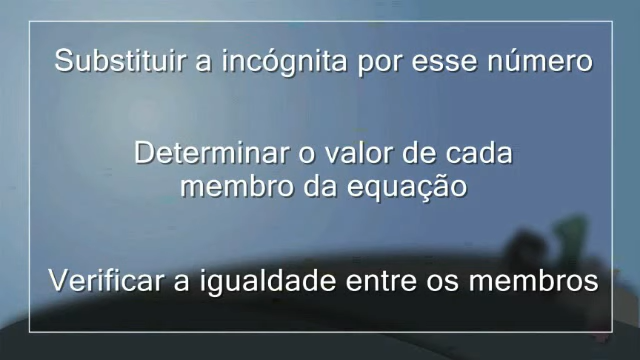 Substituir a incógnita por esse número
Determinar o valor de cada
membro da equação
Verificar a igualdade entre os membros